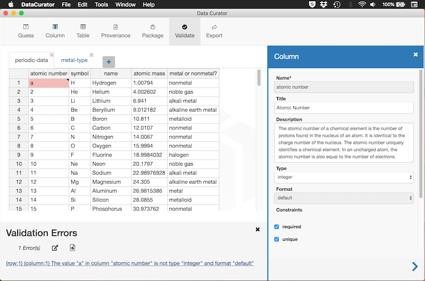 DataCurator File Edit Tools Window Help
100%
Data Curator
Guess Column Table Provenance Package Validate Export
periodic-data metal-type
atomic number symbol name atomic mass metal or nonmetal?
1 a H Hydrogen 1.00794 nonmetal
2 2 He Helium 4.002602 noble gas
3 3 Li Lithium 6.941 alkali metal
4 4 Be Beryllium 9.012182 alkaline earth metal
5 5 B Boron 10.811 metalloid
6 6 C Carbon 12.0107 nonmetal
7 7 N Nitrogen 14.0067 nonmetal
8 8 O Oxygen 15.9994 nonmetal
9 9 F Fluorine 18.9984032 halogen
10 10 Ne Neon 20.1797 noble gas
11 11 Na Sodium 22.98976928 alkali metal
12 12 Mg Magnesium 24.305 alkaline earth metal
13 13 Al Aluminum 26.9815386 metal
14 14 Si Silicon 28.0855 metalloid
15 15 P Phosphorus 30.973762 nonmetal
Validation Errors
1 Error(s)
(row:1) (column:1) The value "a" in column "atomic number" is not type "integer" and format "default"
Column
Name*
atomic number
Title
Atomic Number
Description
The atomic number of a chemical element is the number of
protons found in the nucleus of an atom. It is identical to the
charge number of the nucleus. The atomic number uniquely
identifies a chemical element. In an uncharged atom, the
atomic number is also equal to the number of electrons.
Type
integer
Format
default
Constraints
required
unique